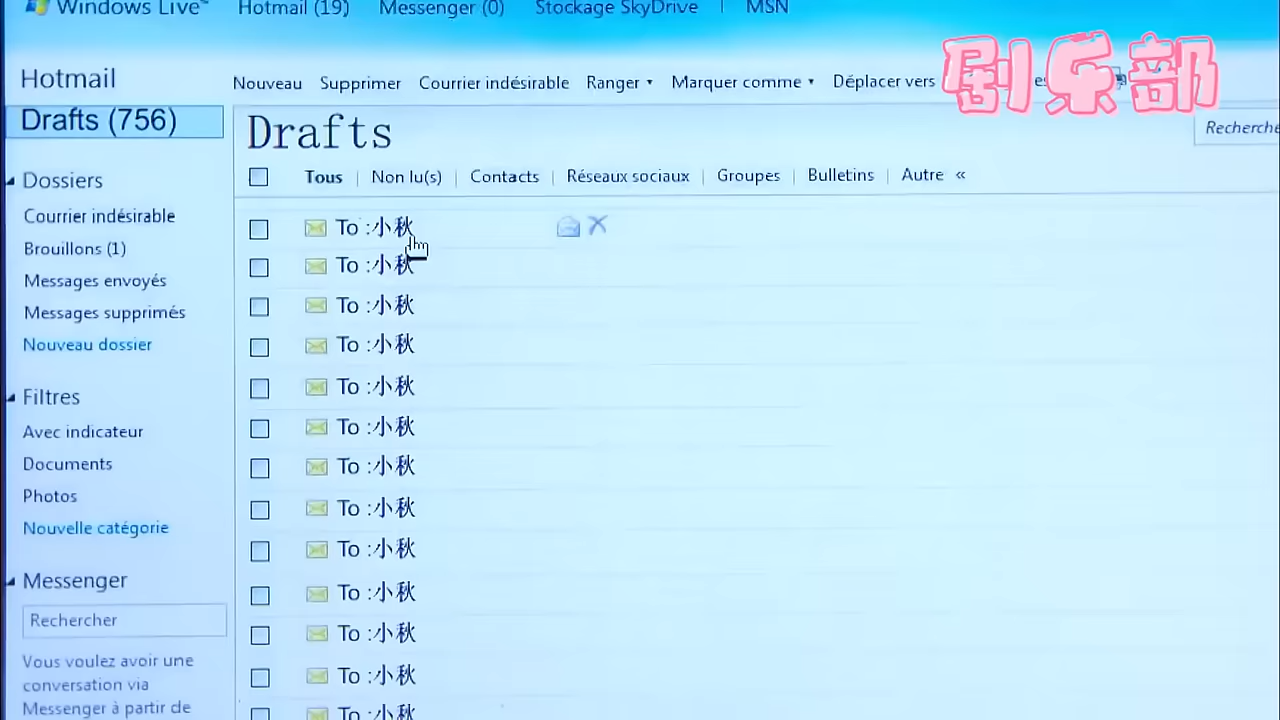 Windows Live™ Hotmail (19) Messenger (0) Stockage SkyDrive | MSN
剧乐部
Hotmail
Nouveau Supprimer Courrier indésirable Ranger Marquer comme Déplacer vers
Drafts (756)
Drafts
Recherche
Tous | Non lu(s) | Contacts | Réseaux sociaux | Groupes | Bulletins | Autre «
Dossiers
Courrier indésirable
Brouillons (1)
Messages envoyés
Messages supprimés
Nouveau dossier
Filtres
Avec indicateur
Documents
Photos
Nouvelle catégorie
Messenger
Rechercher
Vous voulez avoir une
conversation via
Messenger à partir de
To :小秋
To :小秋
To :小秋
To :小秋
To :小秋
To :小秋
To :小秋
To :小秋
To :小秋
To :小秋
To :小秋
To :小秋
To :小秋